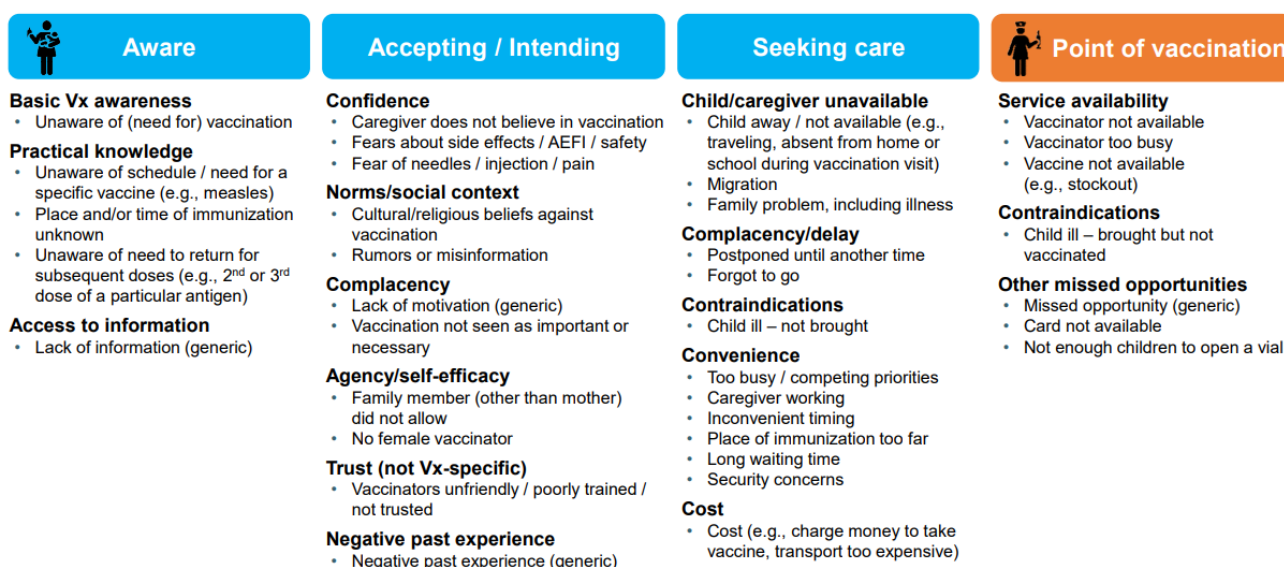 Aware
Basic Vx awareness
• Unaware of (need for) vaccination
Practical knowledge
• Unaware of schedule / need for a
specific vaccine (e.g., measles)
• Place and/or time of immunization
unknown
• Unaware of need to return for
subsequent doses (e.g., 2nd or 3rd
dose of a particular antigen)
Access to information
• Lack of information (generic)
Accepting / Intending
Confidence
• Caregiver does not believe in vaccination
• Fears about side effects / AEFI / safety
• Fear of needles / injection / pain
Norms/social context
• Cultural/religious beliefs against
vaccination
• Rumors or misinformation
Complacency
• Lack of motivation (generic)
• Vaccination not seen as important or
necessary
Agency/self-efficacy
• Family member (other than mother)
did not allow
• No female vaccinator
Trust (not Vx-specific)
• Vaccinators unfriendly / poorly trained /
not trusted
Negative past experience
• Negative past experience (generic)
Seeking care
Child/caregiver unavailable
• Child away / not available (e.g.,
traveling, absent from home or
school during vaccination visit)
• Migration
• Family problem, including illness
Complacency/delay
• Postponed until another time
• Forgot to go
Contraindications
• Child ill – not brought
Convenience
• Too busy / competing priorities
• Caregiver working
• Inconvenient timing
• Place of immunization too far
• Long waiting time
• Security concerns
Cost
• Cost (e.g., charge money to take
vaccine, transport too expensive)
Point of vaccination
Service availability
• Vaccinator not available
• Vaccinator too busy
• Vaccine not available
(e.g., stockout)
Contraindications
• Child ill – brought but not
vaccinated
Other missed opportunities
• Missed opportunity (generic)
• Card not available
• Not enough children to open a vial